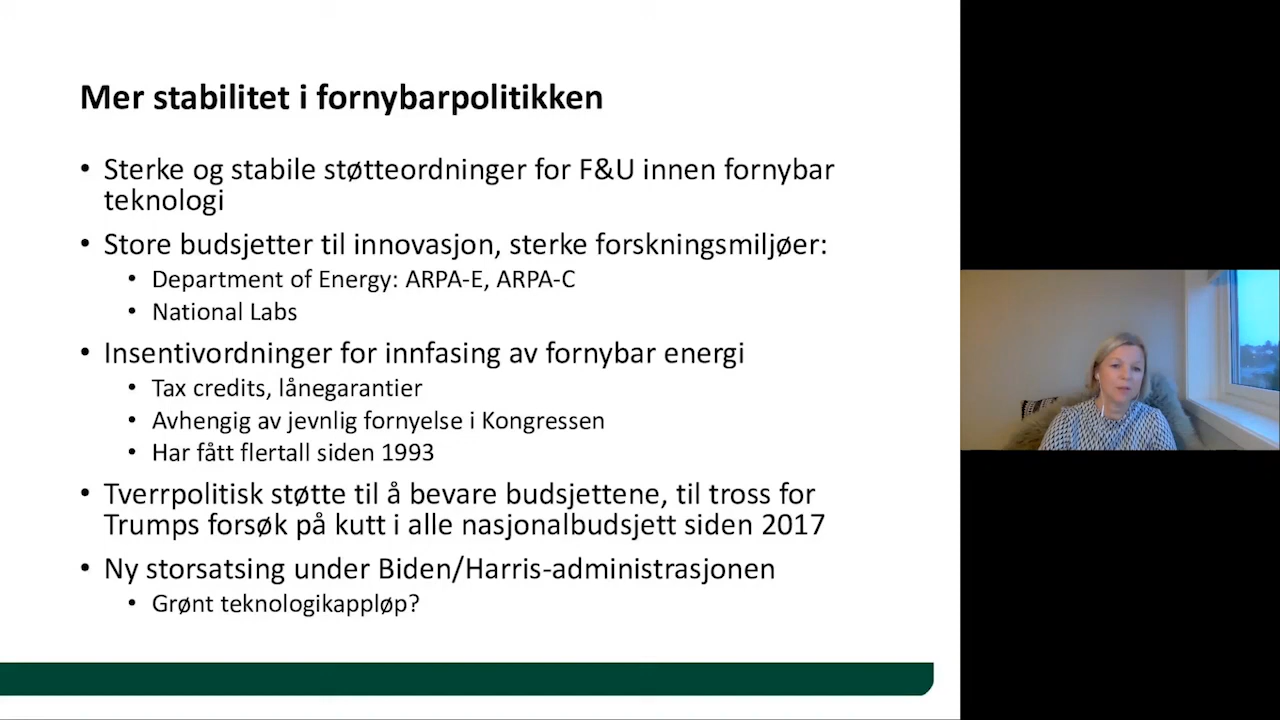 Mer stabilitet i fornybarpolitikken
• Sterke og stabile støtteordninger for F&U innen fornybar
teknologi
• Store budsjetter til innovasjon, sterke forskningsmiljøer:
• Department of Energy: ARPA-E, ARPA-C
• National Labs
• Insentivordninger for innfasing av fornybar energi
• Tax credits, lånegarantier
• Avhengig av jevnlig fornyelse i Kongressen
• Har fått flertall siden 1993
• Tverrpolitisk støtte til å bevare budsjettene, til tross for
Trumps forsøk på kutt i alle nasjonalbudsjett siden 2017
• Ny storsatsing under Biden/Harris-administrasjonen
• Grønt teknologikappløp?